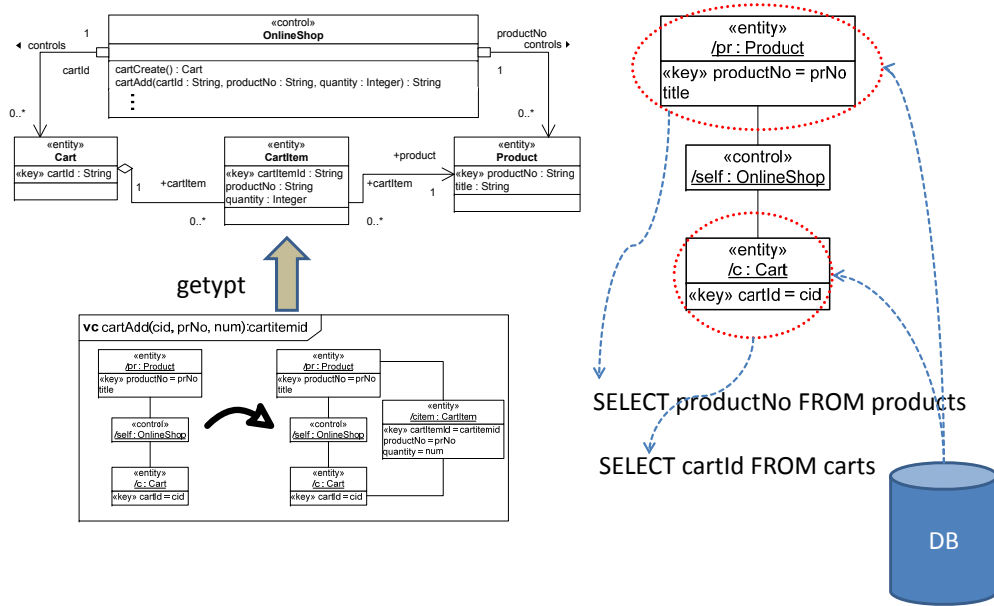 «control»
OnlineShop
cartCreate() : Cart
cartAdd(cartId : String, productNo : String, quantity : Integer) : String
1
controls
cartId
0..*
productNo
controls
1
0..*
«entity»
Cart
«key» cartId : String
1
+cartItem
0..*
«entity»
CartItem
«key» cartItemId : String
productNo : String
quantity : Integer
+product
+cartItem
1
0..*
«entity»
Product
«key» productNo : String
title : String
getypt
vc cartAdd(cid, prNo, num):cartitemid
«entity»
/pr : Product
«key» productNo = prNo
title
«control»
/self : OnlineShop
«entity»
/c : Cart
«key» cartId = cid
«entity»
/pr : Product
«key» productNo = prNo
title
«control»
/self : OnlineShop
«entity»
/c : Cart
«key» cartId = cid
«entity»
/citem : CartItem
«key» cartItemId = cartitemid
productNo = prNo
quantity = num
«entity»
/pr : Product
«key» productNo = prNo
title
«control»
/self : OnlineShop
«entity»
/c : Cart
«key» cartId = cid
SELECT productNo FROM products
SELECT cartId FROM carts
DB